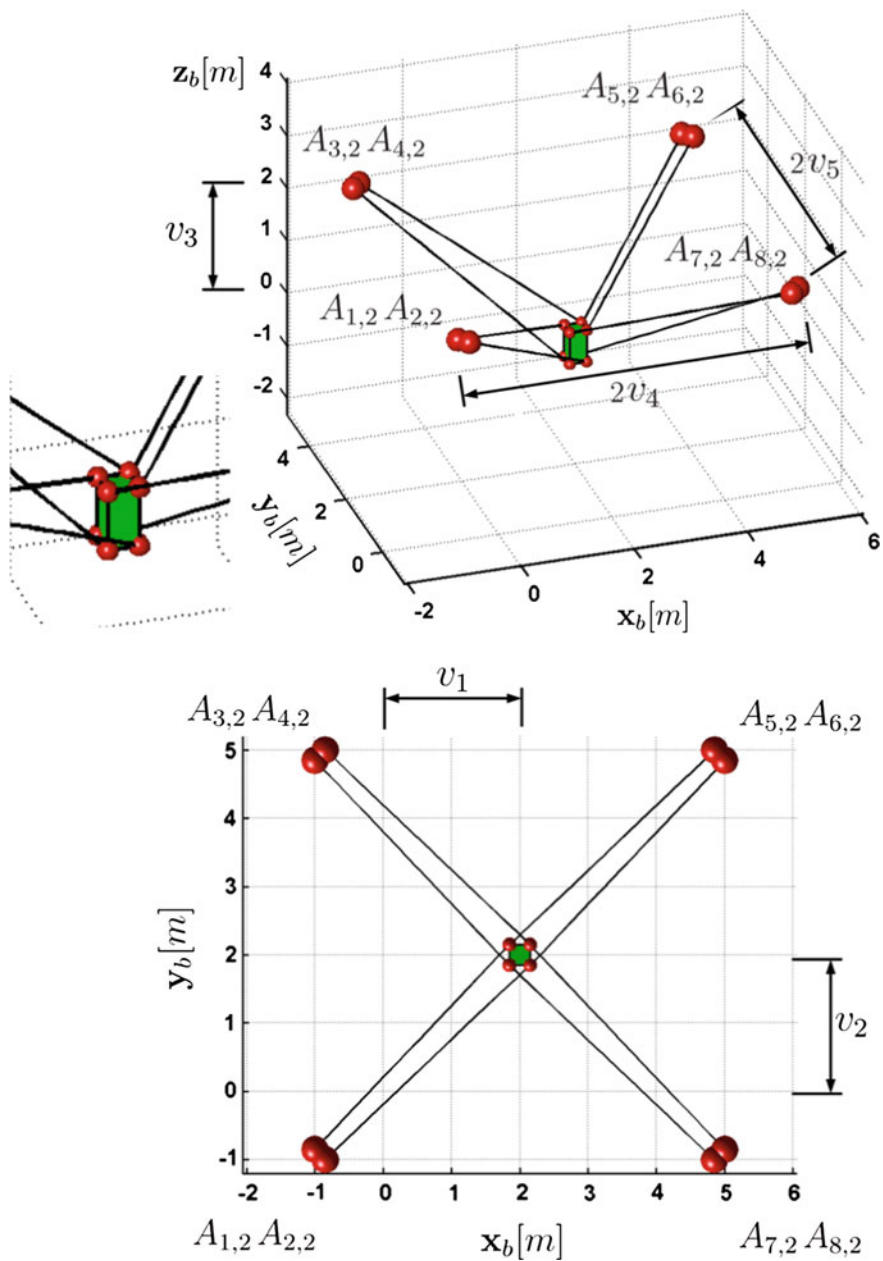 z_b[m]
4
3
2
1
0
-1
-2
A_{3,2} A_{4,2}
A_{5,2} A_{6,2}
v_3
2v_5
A_{7,2} A_{8,2}
A_{1,2} A_{2,2}
2v_4
4
2
0
y_b[m]
-2
0
2
4
6
x_b[m]
v_1
A_{3,2} A_{4,2}
A_{5,2} A_{6,2}
5
4
3
2
1
0
-1
y_b[m]
v_2
-2 -1 0 1 2 3 4 5 6
A_{1,2} A_{2,2}
x_b[m]
A_{7,2} A_{8,2}